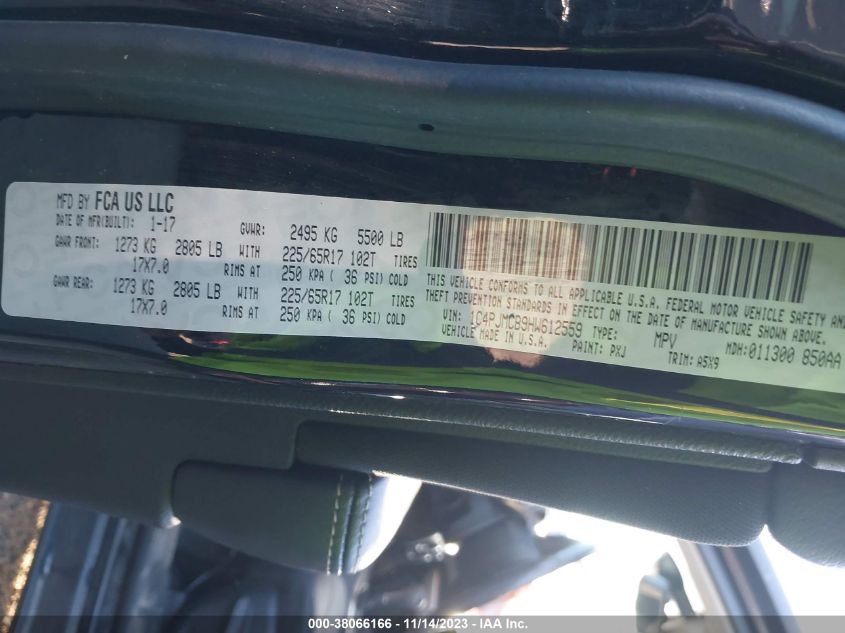 MFD BY FCA US LLC
DATE OF MFR(BUILT): 1-17 GVWR: 2495 KG 5500 LB
GAWR FRONT: 1273 KG 2805 LB WITH 225/65R17 102T TIRES
17X7.0 RIMS AT 250 KPA ( 36 PSI) COLD
GAWR REAR: 1273 KG 2805 LB WITH 225/65R17 102T TIRES
17X7.0 RIMS AT 250 KPA ( 36 PSI) COLD
THIS VEHICLE CONFORMS TO ALL APPLICABLE U.S.A. FEDERAL MOTOR VEHICLE SAFETY AND
THEFT PREVENTION STANDARDS IN EFFECT ON THE DATE OF MANUFACTURE SHOWN ABOVE.
VIN: 1C4PJMCB9HW612559 TYPE: MPV MDH:011300 850AA
VEHICLE MADE IN U.S.A. PAINT: PXJ TRIM: A5X9
000-38066166 - 11/14/2023 - IAA Inc.